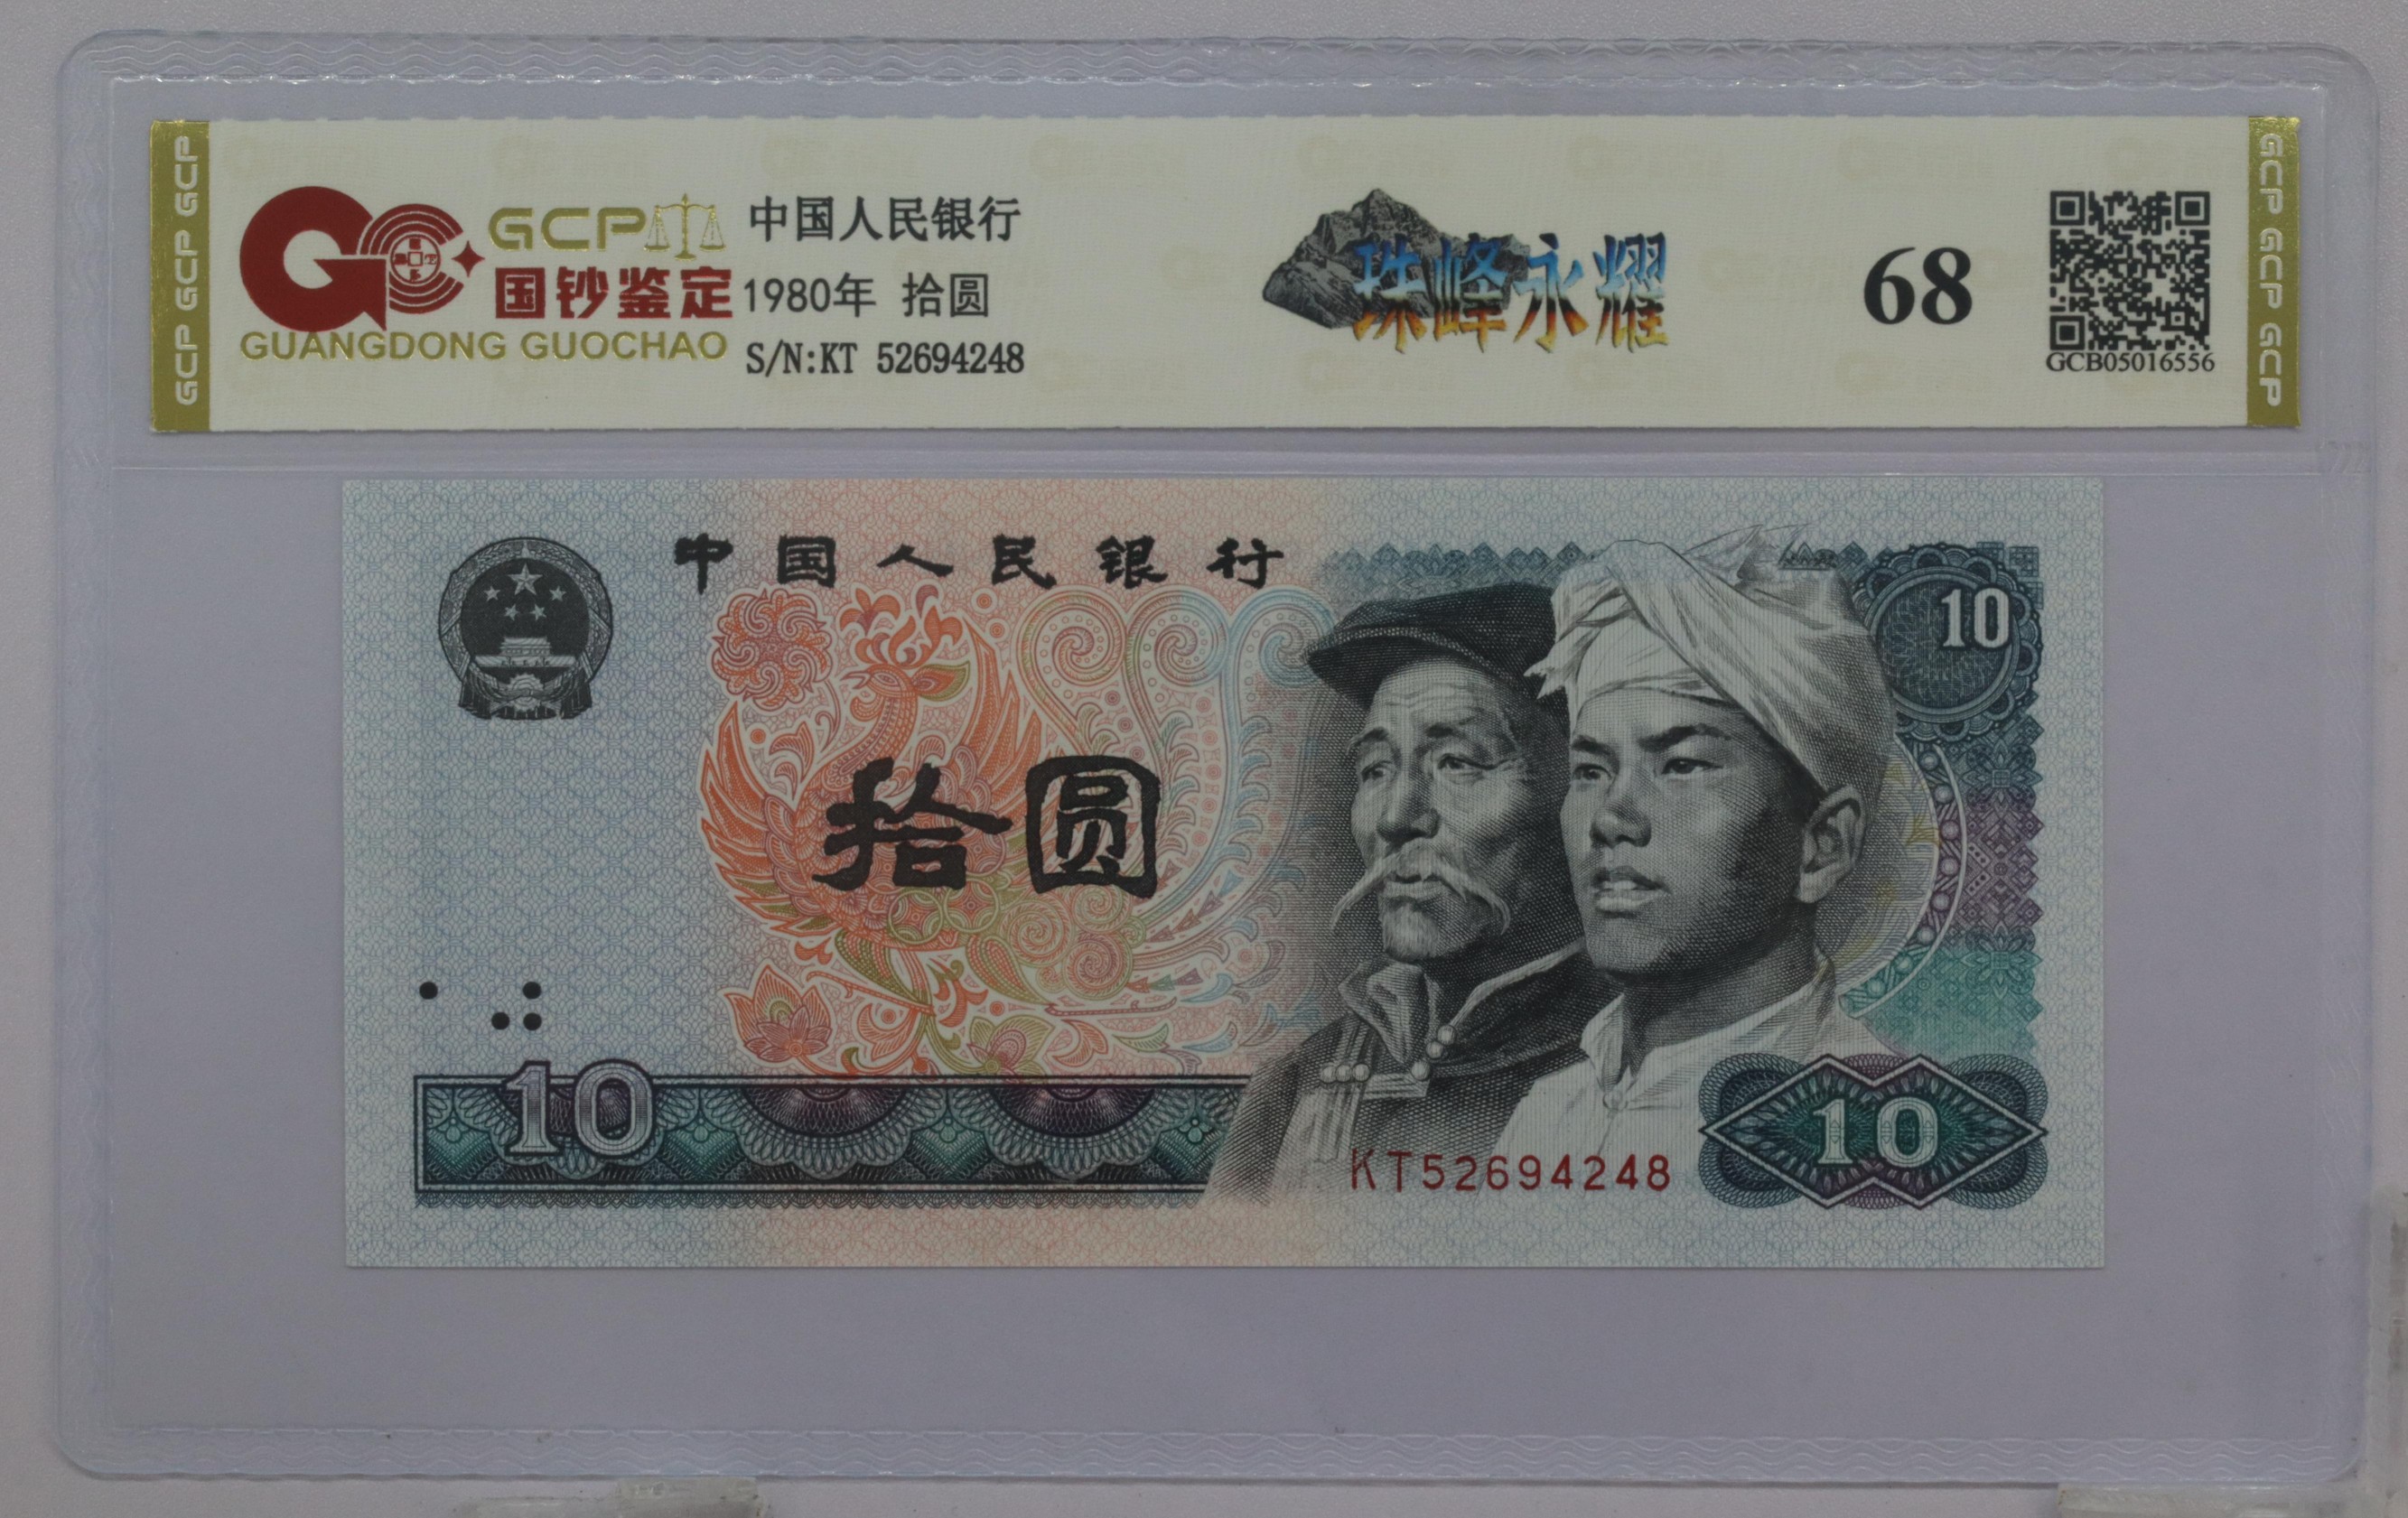 GCP GCP GCP
GCP
国钞鉴定
GUANGDONG GUOCHAO
中国人民银行
1980年 拾圆
S/N:KT 52694248
珠峰永耀
68
GCB05016556
GCP GCP GCP
中国人民银行
10
拾圆
10
KT52694248
10